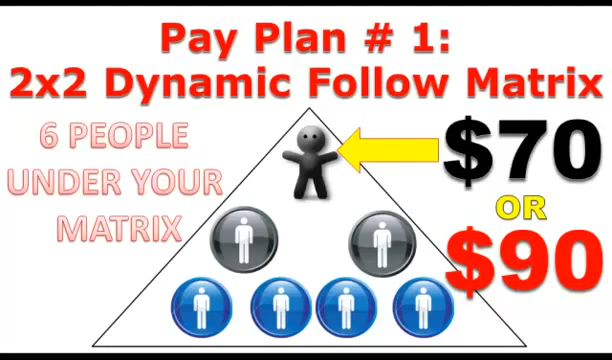 Pay Plan # 1:
2x2 Dynamic Follow Matrix
6 PEOPLE
UNDER YOUR
MATRIX
$70
OR
$90